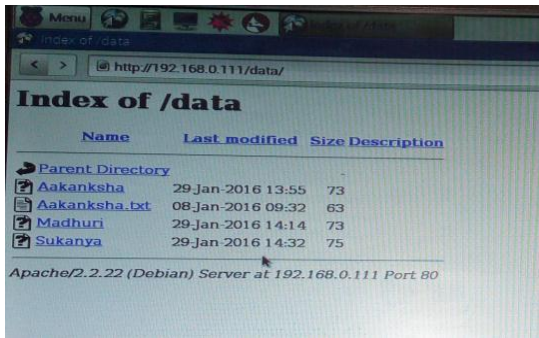 Menu
Index of /data
http://192.168.0.111/data/
Index of /data
Name Last modified Size Description
Parent Directory -
Aakanksha 29-Jan-2016 13:55 73
Aakanksha.txt 08-Jan-2016 09:32 63
Madhuri 29-Jan-2016 14:14 73
Sukanya 29-Jan-2016 14:32 75
Apache/2.2.22 (Debian) Server at 192.168.0.111 Port 80